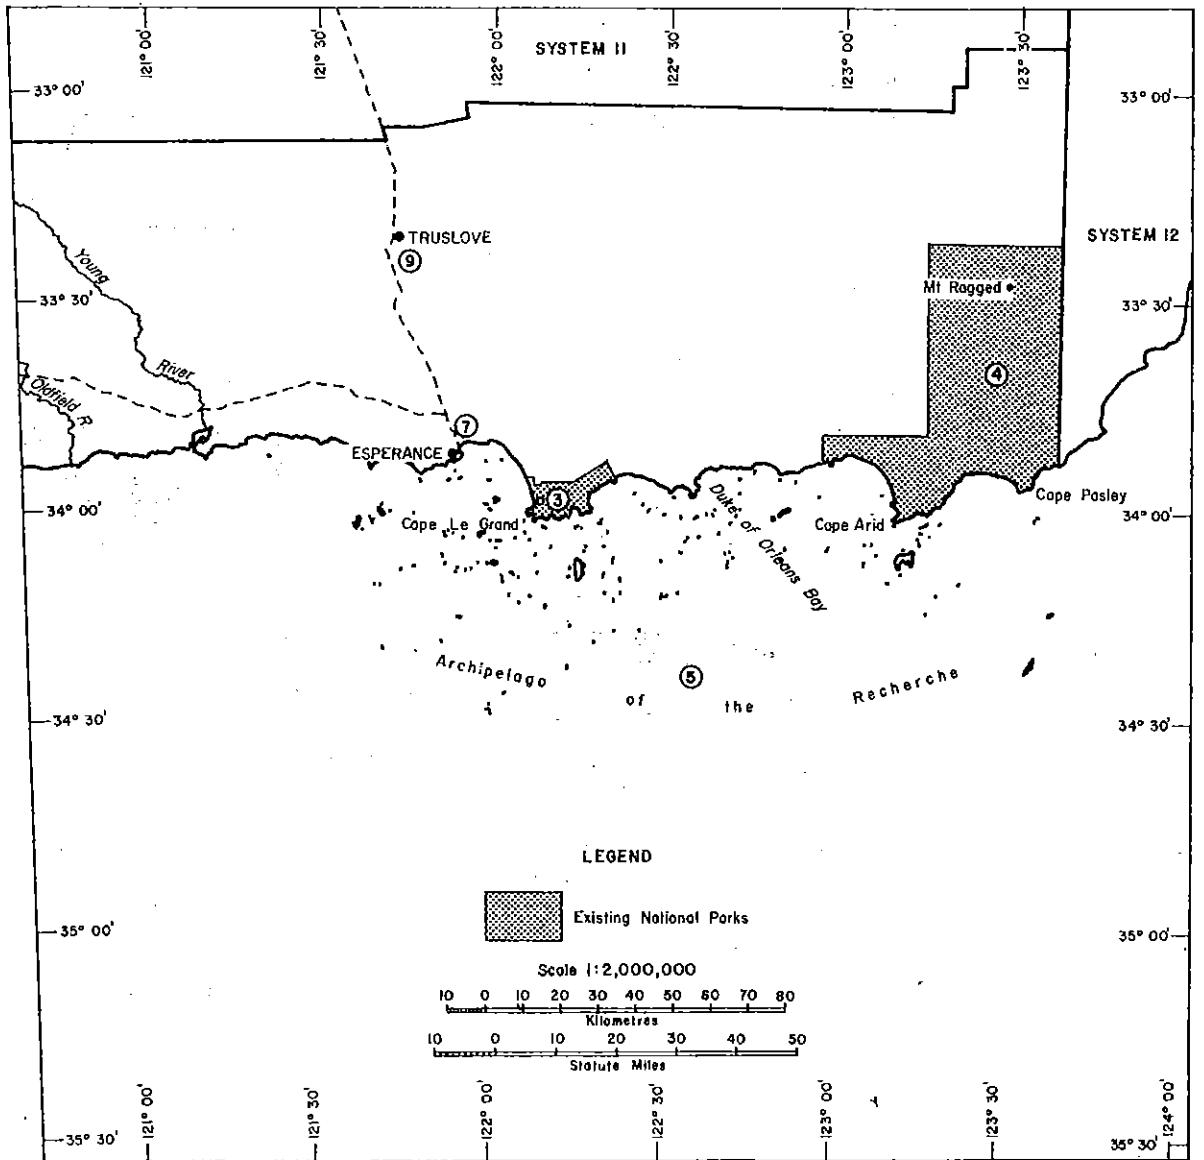 121° 00'
121° 30'
122° 00'
SYSTEM 11
122° 30'
123° 00'
123° 30'
33° 00'
33° 00'
TRUSLOVE
9
SYSTEM 12
Young
River
Mt Ragged
33° 30'
33° 30'
Oldfield R
4
7
ESPERANCE
3
Cape Pasley
34° 00'
34° 00'
Cape Le Grand
Duke of Orleans Bay
Cape Arid
Archipelago of the Recherche
5
34° 30'
34° 30'
LEGEND
Existing National Parks
35° 00'
35° 00'
Scale 1:2,000,000
10 0 10 20 30 40 50 60 70 80
Kilometres
10 0 10 20 30 40 50
Statute Miles
35° 30'
121° 00'
121° 30'
122° 00'
122° 30'
123° 00'
123° 30'
124° 00'
35° 30'